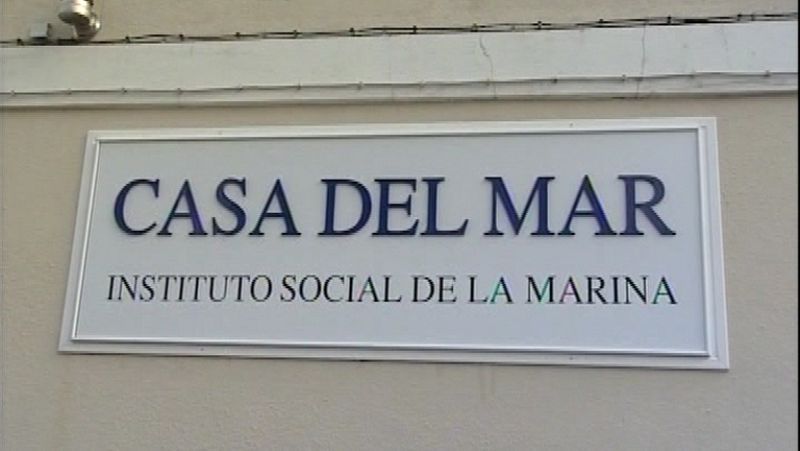 CASA DEL MAR
INSTITUTO SOCIAL DE LA MARINA